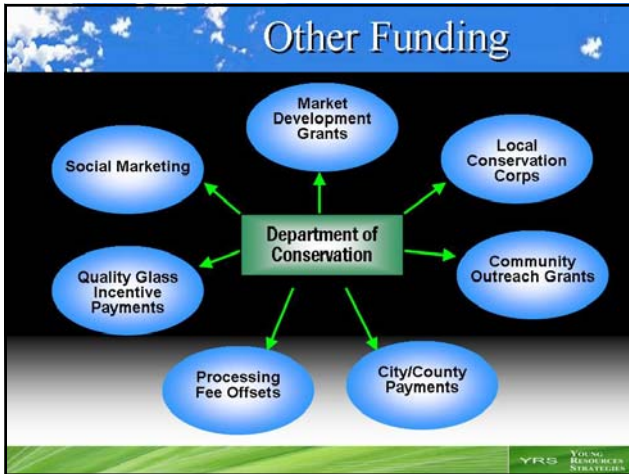 Other Funding
Market
Development
Grants
Social Marketing
Local
Conservation
Corps
Department of
Conservation
Quality Glass
Incentive
Payments
Community
Outreach Grants
Processing
Fee Offsets
City/County
Payments
YRS YOUNG
RESOURCES
STRATEGIES